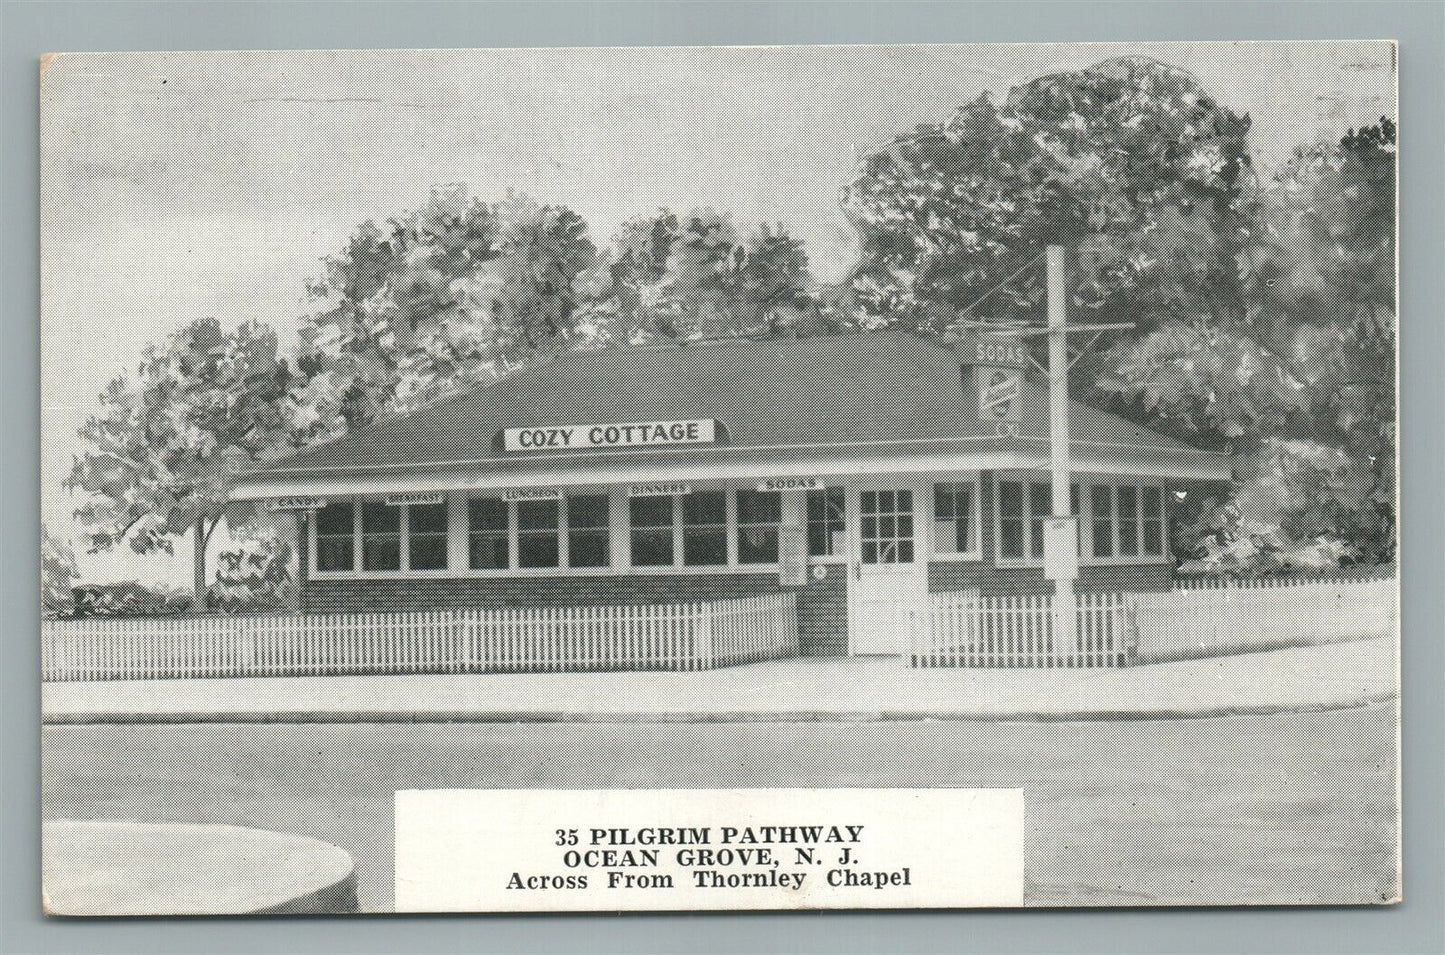 SODAS
COZY COTTAGE
CANDY
BREAKFAST
LUNCHEON
DINNERS
SODAS
35 PILGRIM PATHWAY
OCEAN GROVE, N. J.
Across From Thornley Chapel